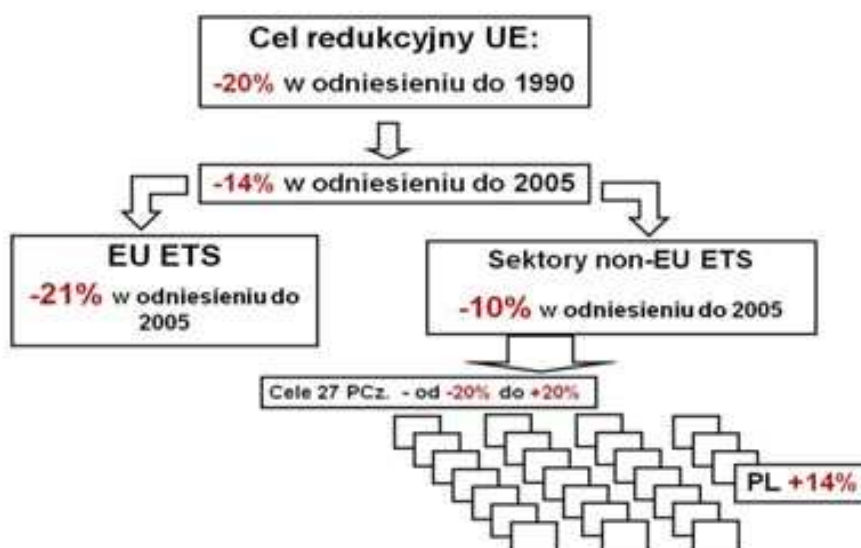 Cel redukcyjny UE:
-20% w odniesieniu do 1990
-14% w odniesieniu do 2005
EU ETS
-21% w odniesieniu do
2005
Sektory non-EU ETS
-10% w odniesieniu do 2005
Cele 27 PCz. - od -20% do +20%
PL +14%